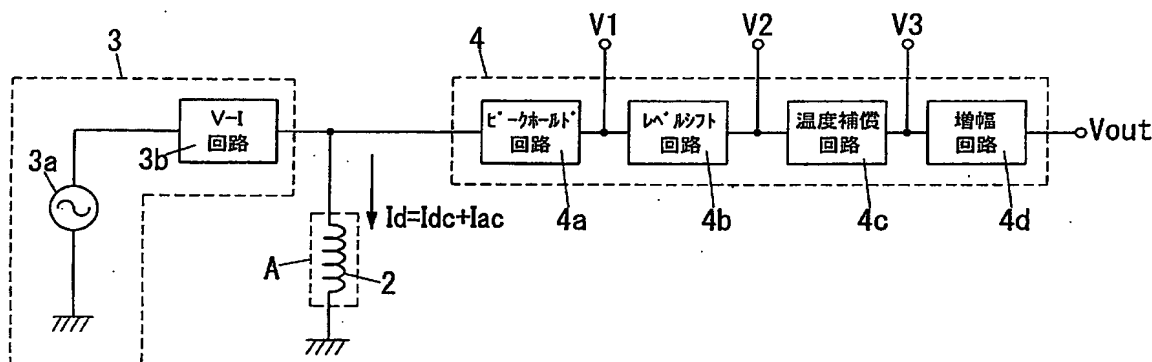 3
V-I
回路
3b
3a
Id=Idc+Iac
A
2
4
V1
V2
V3
ピークホールド
回路
4a
レベルシフト
回路
4b
温度補償
回路
4c
増幅
回路
4d
Vout